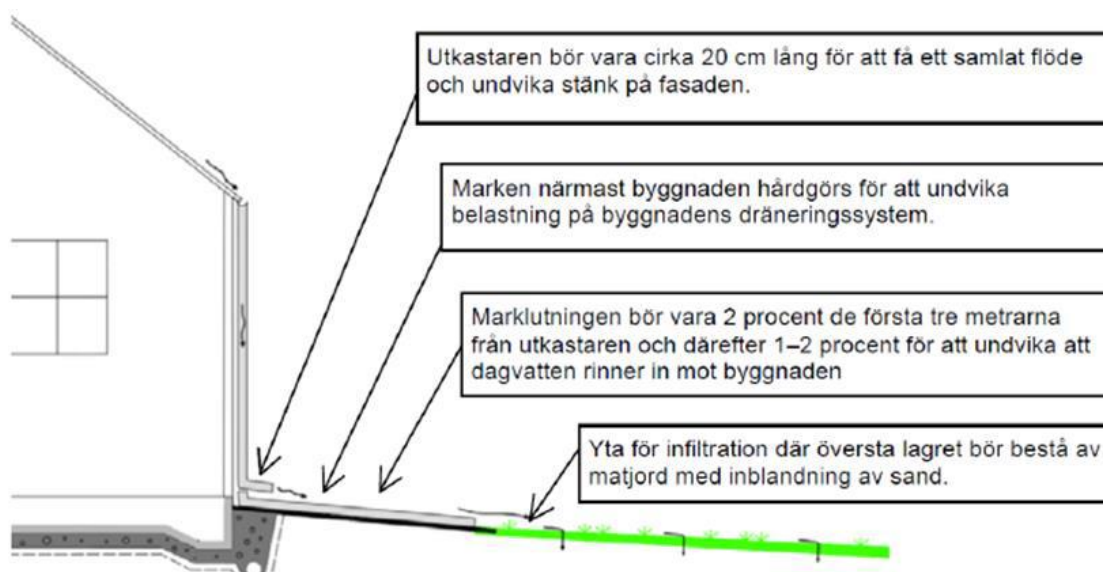 Utkastaren bör vara cirka 20 cm lång för att få ett samlat flöde
och undvika stänk på fasaden.
Marken närmast byggnaden hårdgörs för att undvika
belastning på byggnadens dräneringssystem.
Marklutningen bör vara 2 procent de första tre metrarna
från utkastaren och därefter 1–2 procent för att undvika att
dagvatten rinner in mot byggnaden
Yta för infiltration där översta lagret bör bestå av
matjord med inblandning av sand.